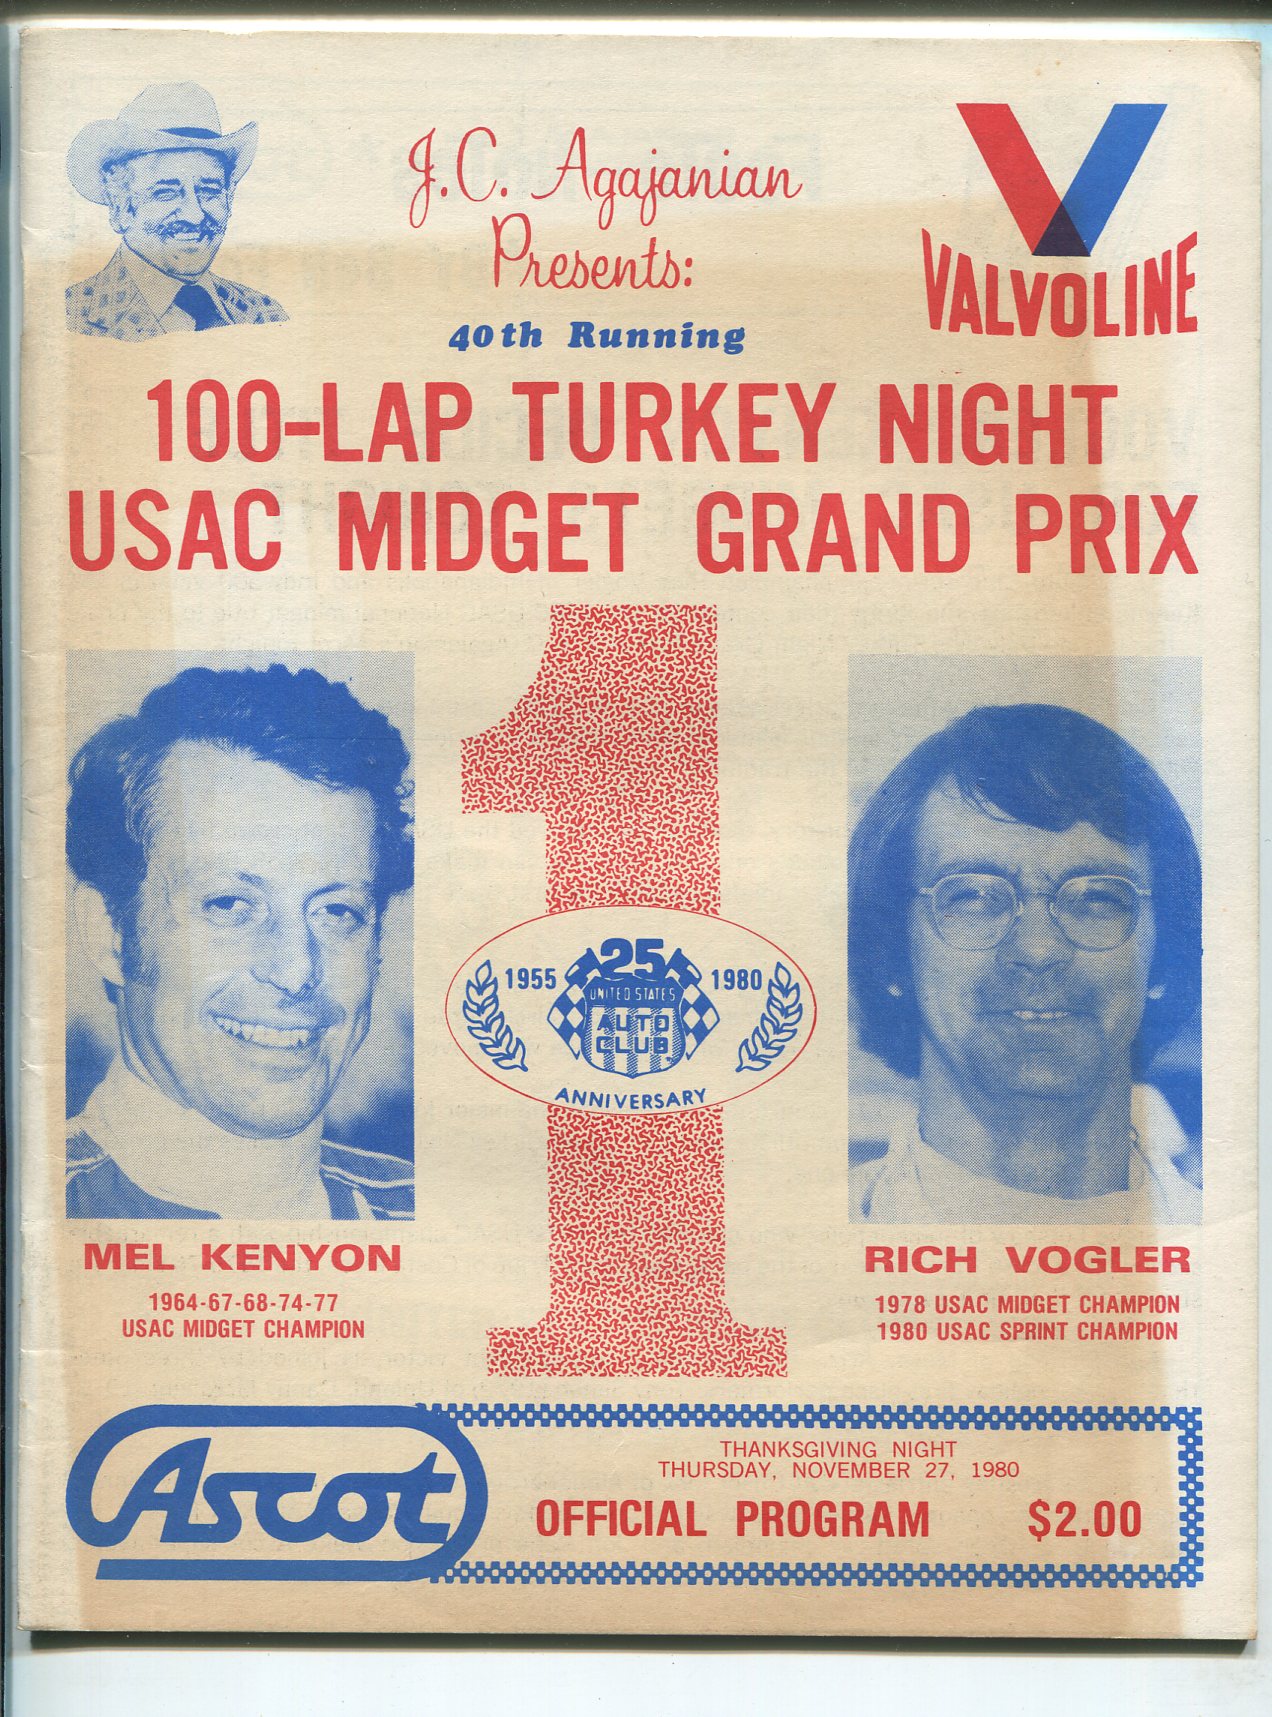 J.C. Agajanian
Presents:
VALVOLINE
40th Running
100-LAP TURKEY NIGHT
USAC MIDGET GRAND PRIX
1
1955 25 1980
UNITED STATES
AUTO
CLUB
ANNIVERSARY
MEL KENYON
1964-67-68-74-77
USAC MIDGET CHAMPION
RICH VOGLER
1978 USAC MIDGET CHAMPION
1980 USAC SPRINT CHAMPION
Ascot
THANKSGIVING NIGHT
THURSDAY, NOVEMBER 27, 1980
OFFICIAL PROGRAM $2.00